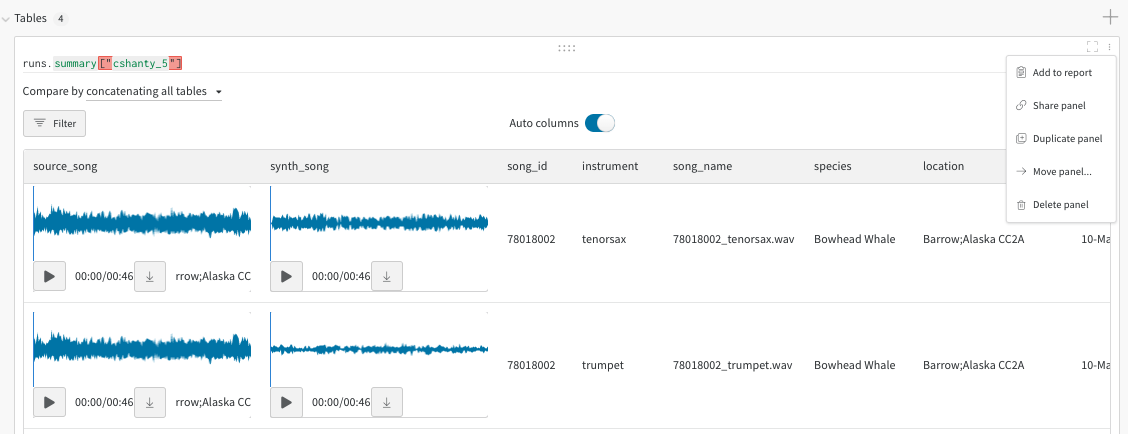 Tables 4
runs.summary["cshanty_5"]
Compare by concatenating all tables
Filter
Auto columns
Add to report
Share panel
Duplicate panel
Move panel...
Delete panel
source_song synth_song song_id instrument song_name species location
78018002 tenorsax 78018002_tenorsax.wav Bowhead Whale Barrow;Alaska CC2A 10-Ma
00:00/00:46 rrow;Alaska CC 00:00/00:46
78018002 trumpet 78018002_trumpet.wav Bowhead Whale Barrow;Alaska CC2A 10-Ma
00:00/00:46 rrow;Alaska CC 00:00/00:46